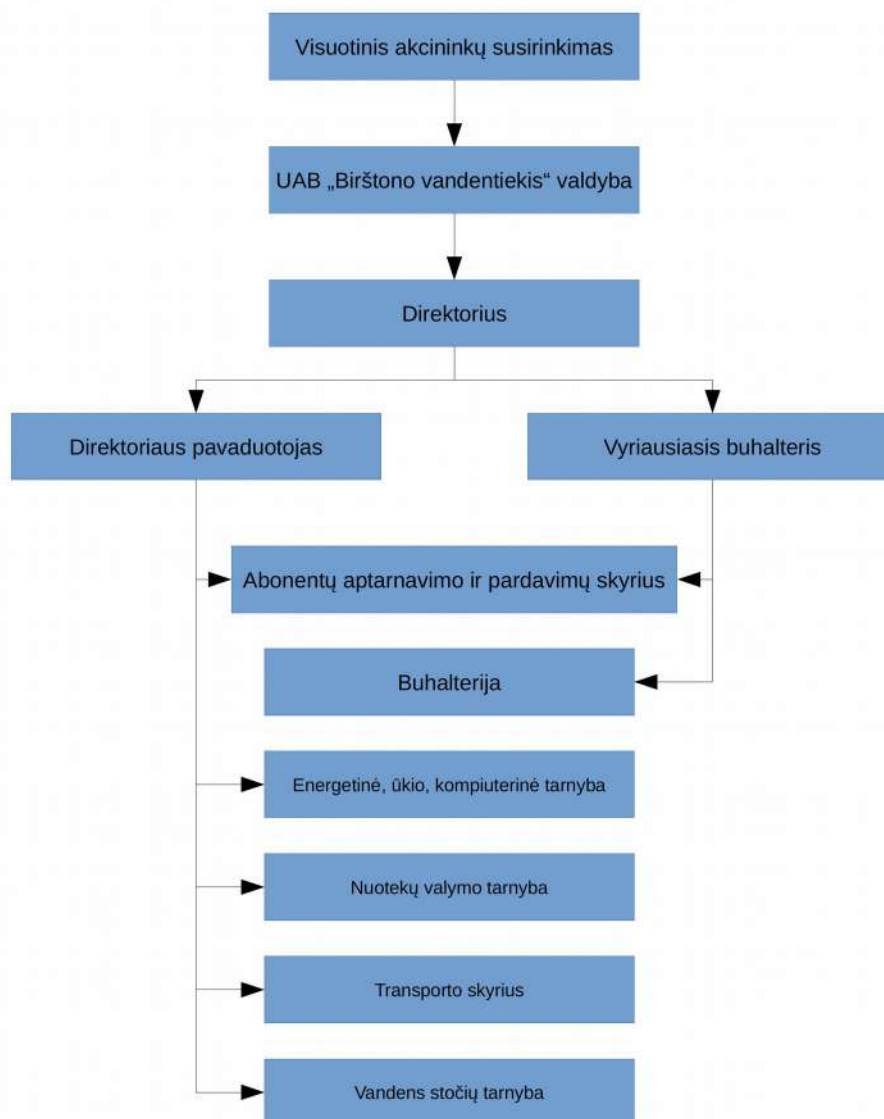 Visuotinis akcininkų susirinkimas
UAB „Birštono vandentiekis“ valdyba
Direktorius
Direktoriaus pavaduotojas
Vyriausiasis buhalteris
Abonentų aptarnavimo ir pardavimų skyrius
Buhalterija
Energetinė, ūkio, kompiuterinė tarnyba
Nuotekų valymo tarnyba
Transporto skyrius
Vandens stočių tarnyba